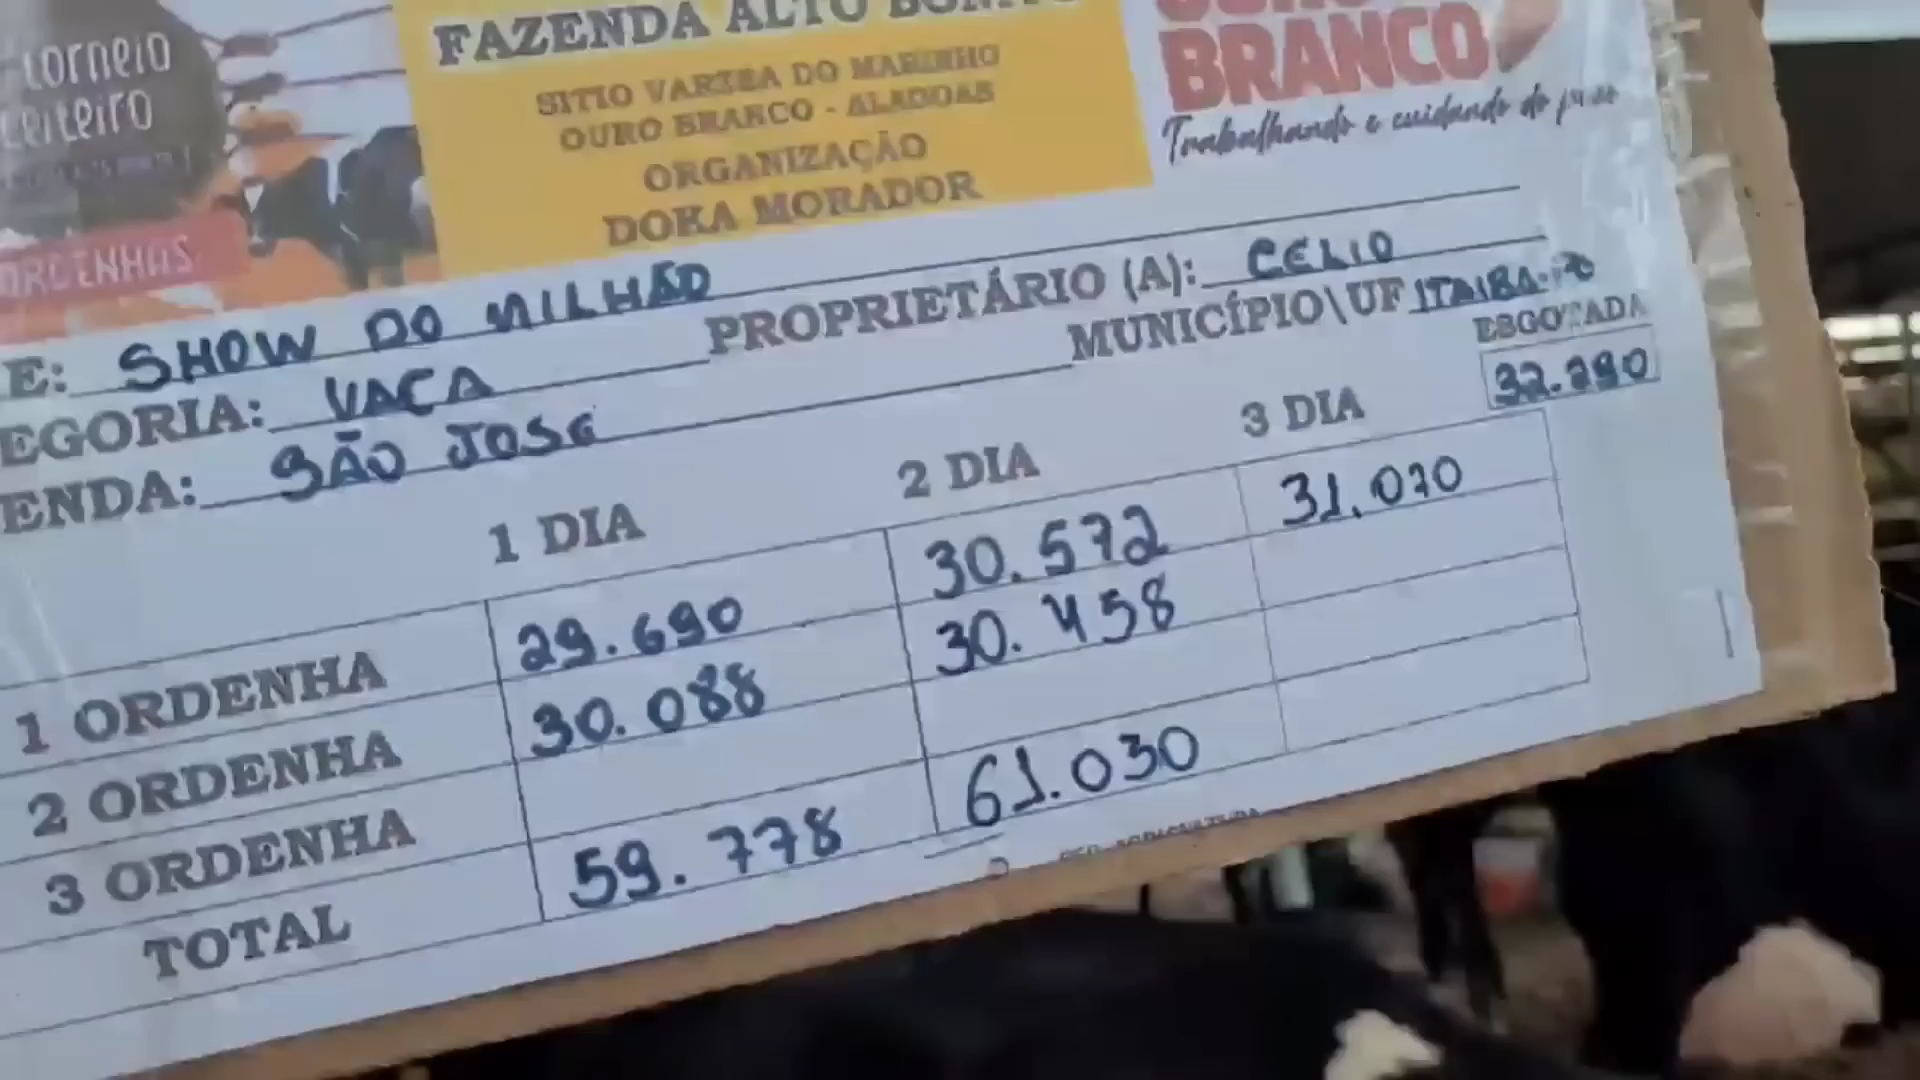 torneio
leiteiro
ORDENHAS
FAZENDA ALTO
SITIO VARZEA DO MARINHO
OURO BRANCO - ALAGOAS
ORGANIZAÇÃO
DOKA MORADOR
BRANCO
Trabalhando e cuidando do
E: SHOW DO MILHÃO
PROPRIETÁRIO (A): CELIO
EGORIA: VACA
MUNICÍPIO\UF ITAIBA
ENDA: SÃO JOSE
ESGOTADA
32.290
1 DIA 2 DIA 3 DIA
1 ORDENHA 29.690 30.572 31.070
2 ORDENHA 30.088 30.458
3 ORDENHA
TOTAL 59.778 61.030